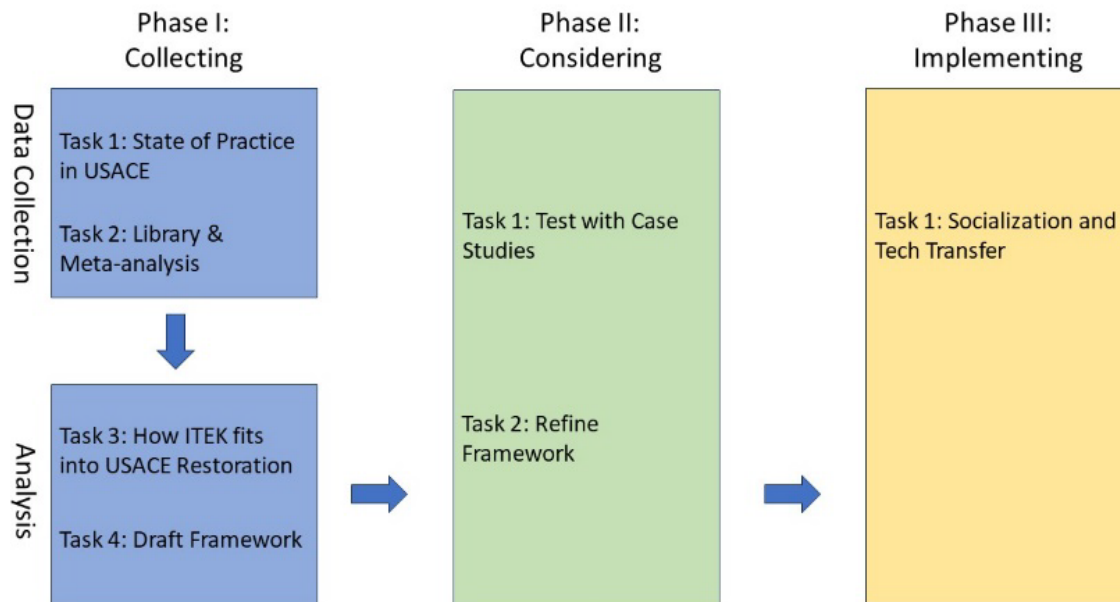 Phase I:
Collecting
Phase II:
Considering
Phase III:
Implementing
Data Collection
Task 1: State of Practice
in USACE
Task 2: Library &
Meta-analysis
Task 1: Test with Case
Studies
Task 1: Socialization and
Tech Transfer
Analysis
Task 3: How ITEK fits
into USACE Restoration
Task 4: Draft Framework
Task 2: Refine
Framework